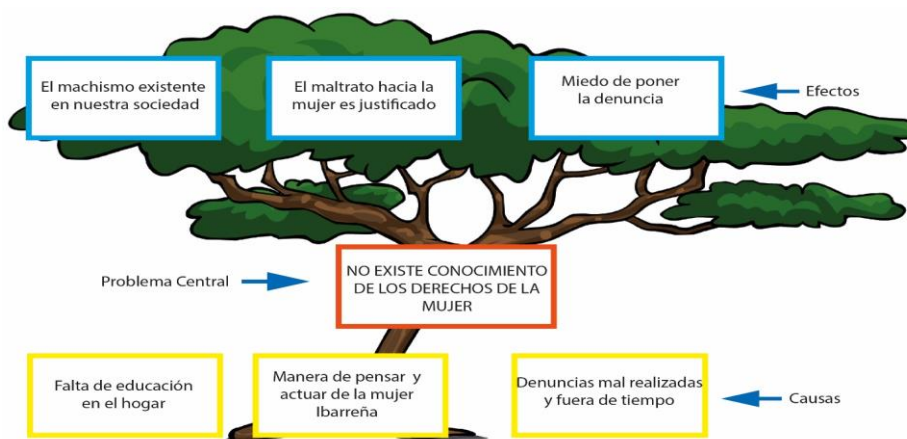 El machismo existente
en nuestra sociedad
El maltrato hacia la
mujer es justificado
Miedo de poner
la denuncia
Efectos
Problema Central
NO EXISTE CONOCIMIENTO
DE LOS DERECHOS DE LA
MUJER
Falta de educación
en el hogar
Manera de pensar y
actuar de la mujer
Ibarreña
Denuncias mal realizadas
y fuera de tiempo
Causas